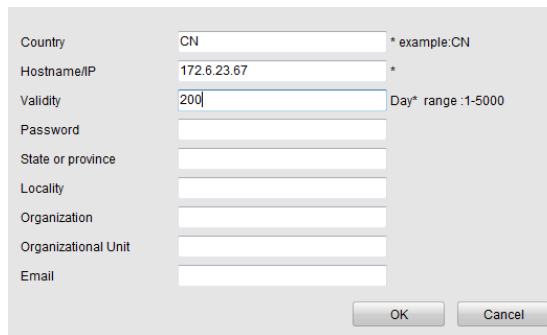 Country CN * example:CN
Hostname/IP 172.6.23.67 *
Validity 200 Day* range :1-5000
Password
State or province
Locality
Organization
Organizational Unit
Email
OK Cancel